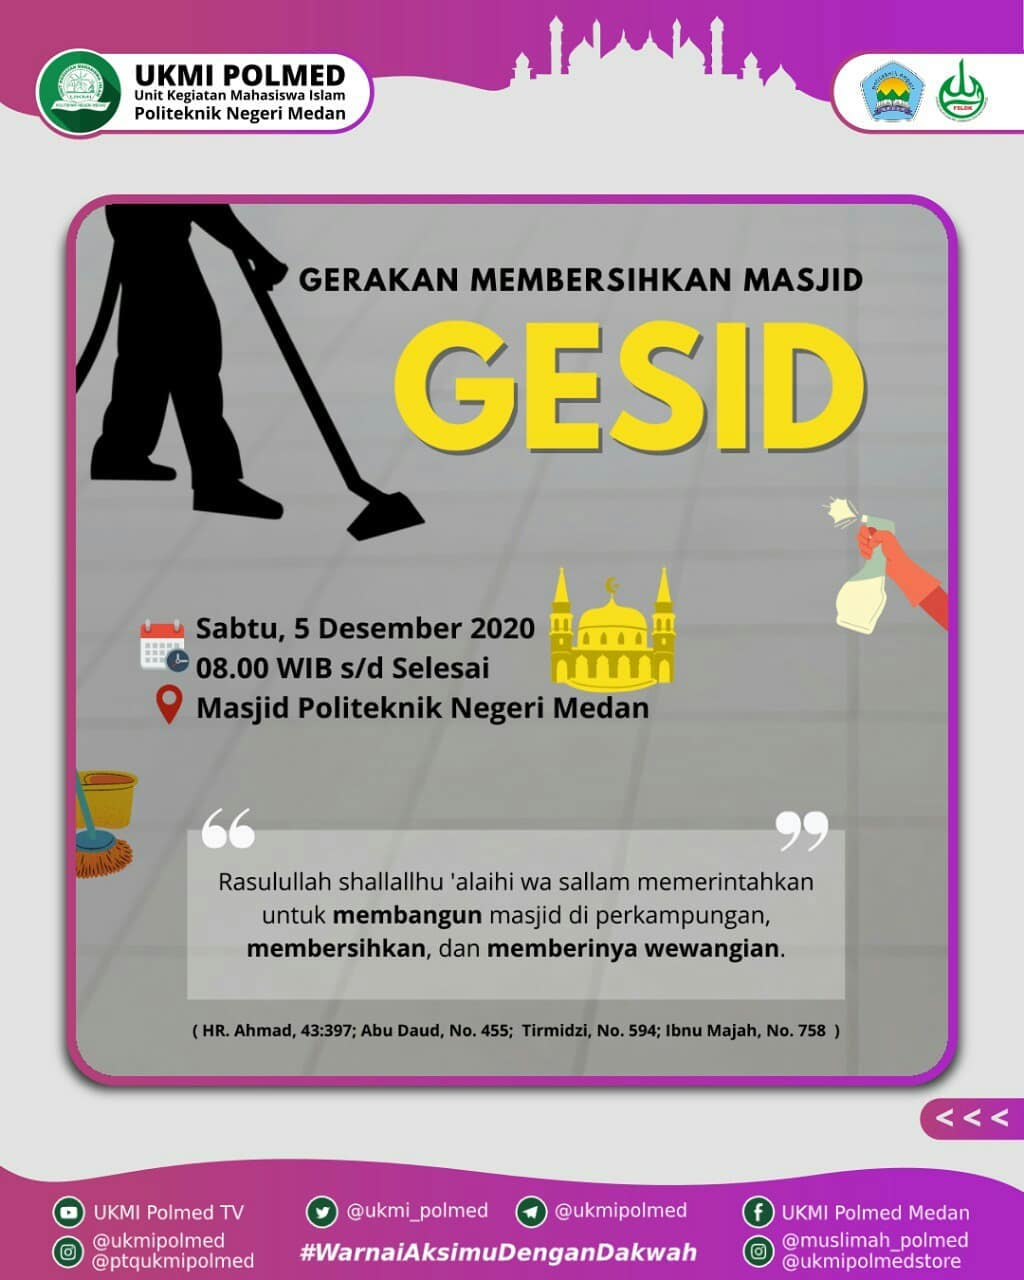 UKMI POLMED
Unit Kegiatan Mahasiswa Islam
Politeknik Negeri Medan
FSLDK
GERAKAN MEMBERSIHKAN MASJID
GESID
Sabtu, 5 Desember 2020
08.00 WIB s/d Selesai
Masjid Politeknik Negeri Medan
“ ”
Rasulullah shallallhu 'alaihi wa sallam memerintahkan
untuk membangun masjid di perkampungan,
membersihkan, dan memberinya wewangian.
( HR. Ahmad, 43:397; Abu Daud, No. 455; Tirmidzi, No. 594; Ibnu Majah, No. 758 )
< < <
UKMI Polmed TV
@ukmi_polmed
@ukmipolmed
UKMI Polmed Medan
@ukmipolmed
@ptqukmipolmed
#WarnaiAksimuDenganDakwah
@muslimah_polmed
@ukmipolmedstore